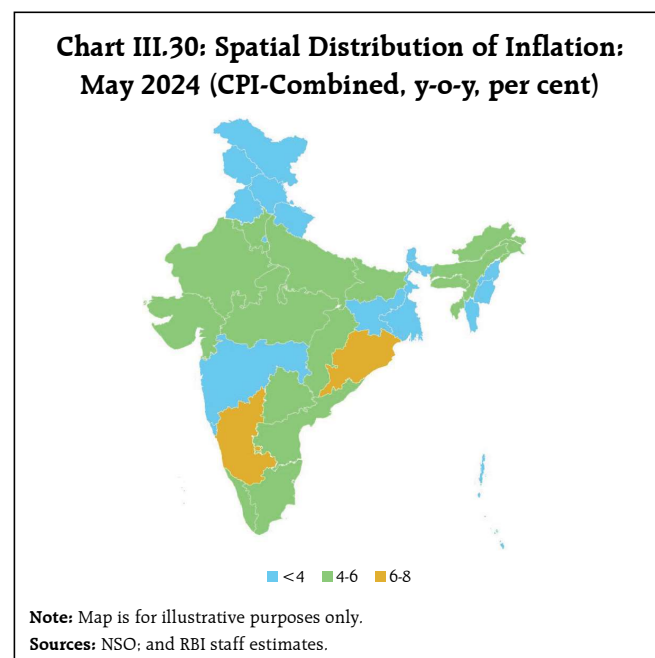 Chart III.30: Spatial Distribution of Inflation:
May 2024 (CPI-Combined, y-o-y, per cent)
<4 4-6 6-8
Note: Map is for illustrative purposes only.
Sources: NSO; and RBI staff estimates.